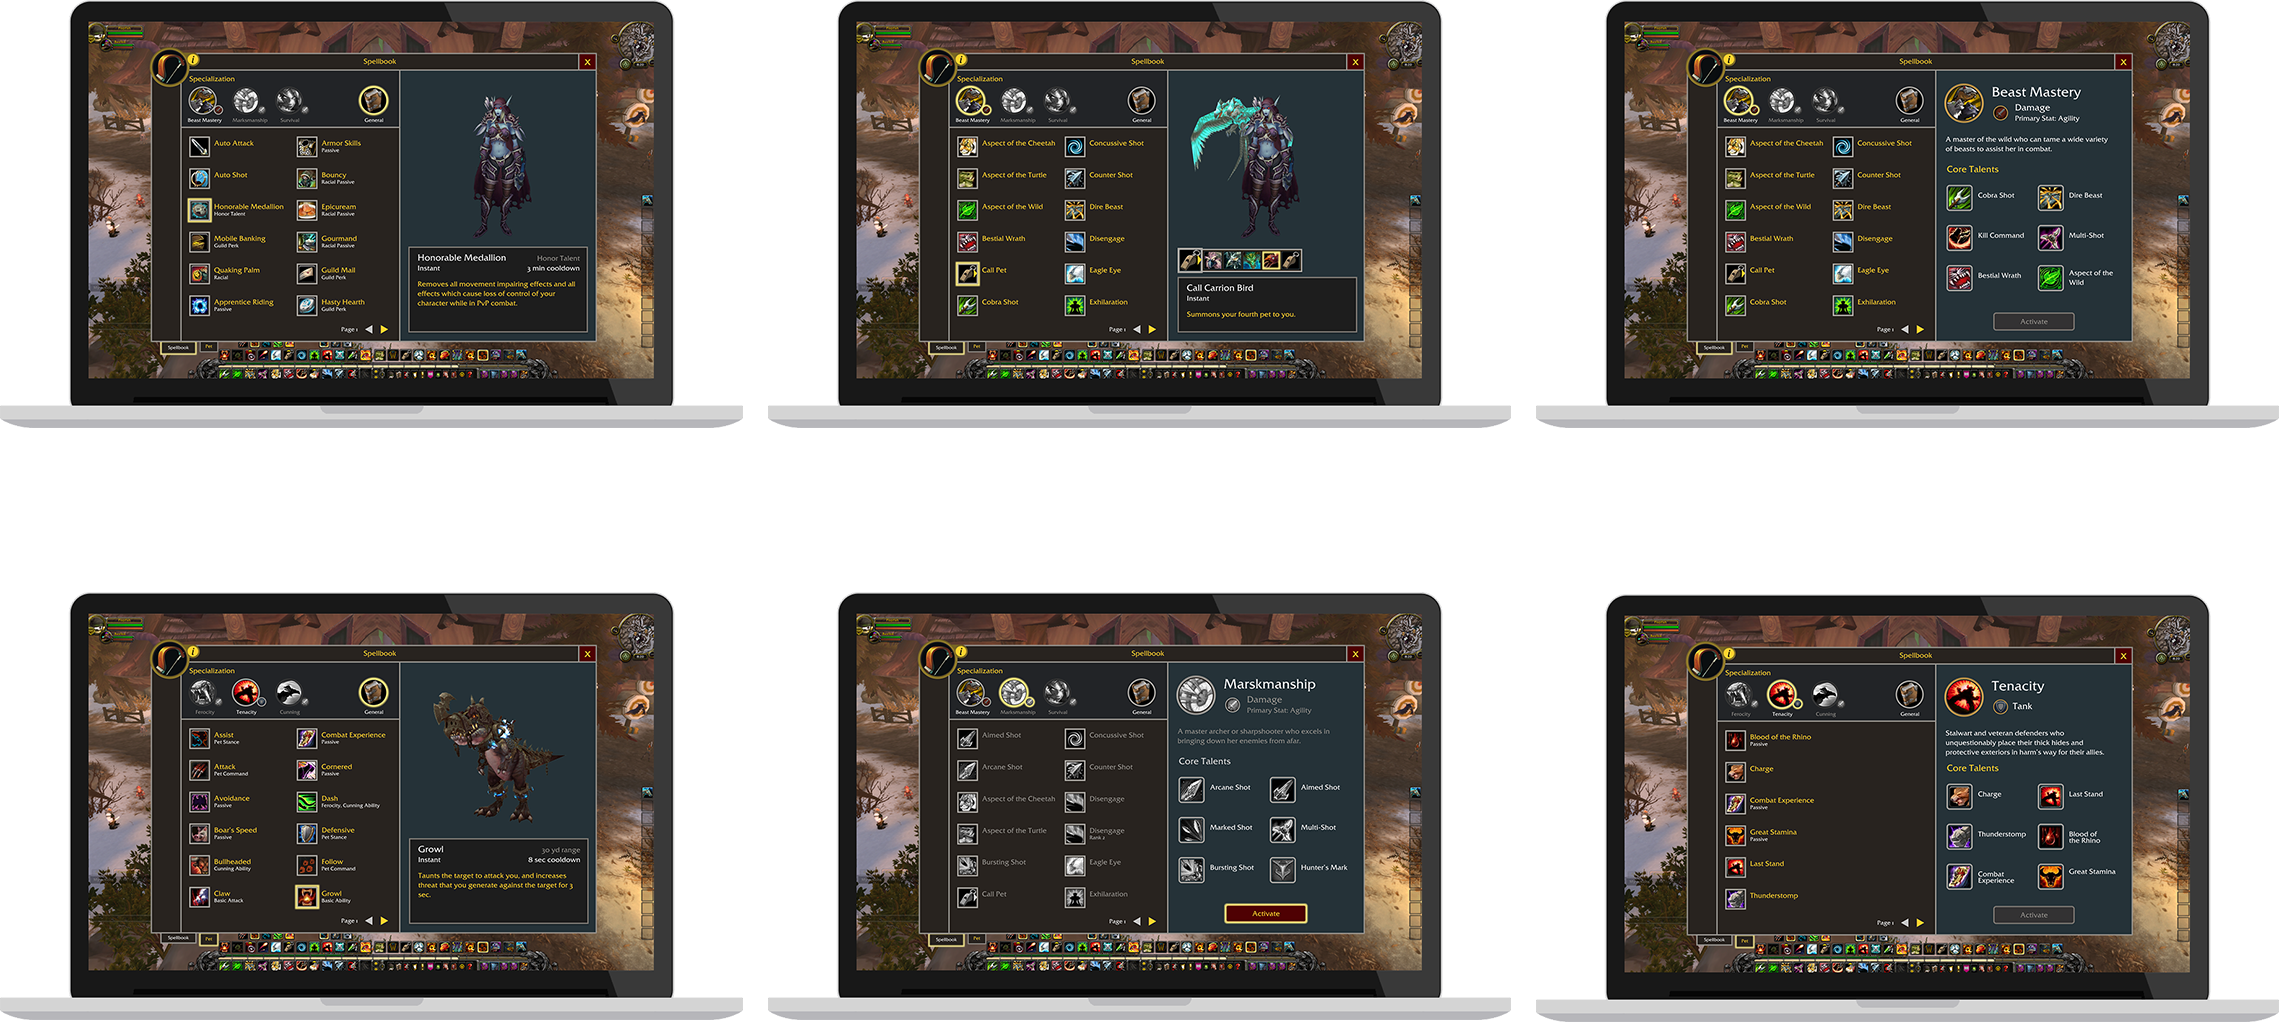 Spellbook
X
Specialization
Beast Mastery
Marksmanship
Survival
General
Auto Attack
Armor Skills
Passive
Auto Shot
Bouncy
Racial Passive
Honorable Medallion
Honor Talent
Epicuream
Racial Passive
Mobile Banking
Guild Perk
Gourmand
Racial Passive
Quaking Palm
Racial
Guild Mail
Guild Perk
Apprentice Riding
Passive
Hasty Hearth
Guild Perk
Page 1
Honorable Medallion
Honor Talent
Instant
3 min cooldown
Removes all movement impairing effects and all
effects which cause loss of control of your
character while in PvP combat.
Spellbook
Pet
Spellbook
X
Specialization
Beast Mastery
Marksmanship
Survival
General
Aspect of the Cheetah
Concussive Shot
Aspect of the Turtle
Counter Shot
Aspect of the Wild
Dire Beast
Bestial Wrath
Disengage
Call Pet
Eagle Eye
Cobra Shot
Exhilaration
Page 1
Call Carrion Bird
Instant
Summons your fourth pet to you.
Spellbook
Pet
Spellbook
X
Specialization
Beast Mastery
Marksmanship
Survival
General
Aspect of the Cheetah
Concussive Shot
Aspect of the Turtle
Counter Shot
Aspect of the Wild
Dire Beast
Bestial Wrath
Disengage
Call Pet
Eagle Eye
Cobra Shot
Exhilaration
Page 1
Beast Mastery
Damage
Primary Stat: Agility
A master of the wild who can tame a wide variety
of beasts to assist her in combat.
Core Talents
Cobra Shot
Dire Beast
Kill Command
Multi-Shot
Bestial Wrath
Aspect of the
Wild
Activate
Spellbook
Pet
Spellbook
X
Specialization
Ferocity
Tenacity
Cunning
General
Assist
Pet Stance
Combat Experience
Passive
Attack
Pet Command
Cornered
Passive
Avoidance
Passive
Dash
Ferocity, Cunning Ability
Boar's Speed
Passive
Defensive
Pet Stance
Bullheaded
Cunning Ability
Follow
Pet Command
Claw
Basic Attack
Growl
Basic Ability
Page 1
Growl
30 yd range
Instant
8 sec cooldown
Taunts the target to attack you, and increases
threat that you generate against the target for 3
sec.
Spellbook
Pet
Spellbook
X
Specialization
Beast Mastery
Marksmanship
Survival
General
Aimed Shot
Concussive Shot
Arcane Shot
Counter Shot
Aspect of the Cheetah
Disengage
Aspect of the Turtle
Disengage
Rank 2
Bursting Shot
Eagle Eye
Call Pet
Exhilaration
Page 1
Marskmanship
Damage
Primary Stat: Agility
A master archer or sharpshooter who excels in
bringing down her enemies from afar.
Core Talents
Arcane Shot
Aimed Shot
Marked Shot
Multi-Shot
Bursting Shot
Hunter's Mark
Activate
Spellbook
Pet
Spellbook
X
Specialization
Ferocity
Tenacity
Cunning
General
Blood of the Rhino
Passive
Charge
Combat Experience
Passive
Great Stamina
Passive
Last Stand
Thunderstomp
Page 1
Tenacity
Tank
Stalwart and veteran defenders who
unquestionably place their thick hides and
protective exteriors in harm's way for their allies.
Core Talents
Charge
Last Stand
Thunderstomp
Blood of
the Rhino
Combat
Experience
Great Stamina
Activate
Spellbook
Pet